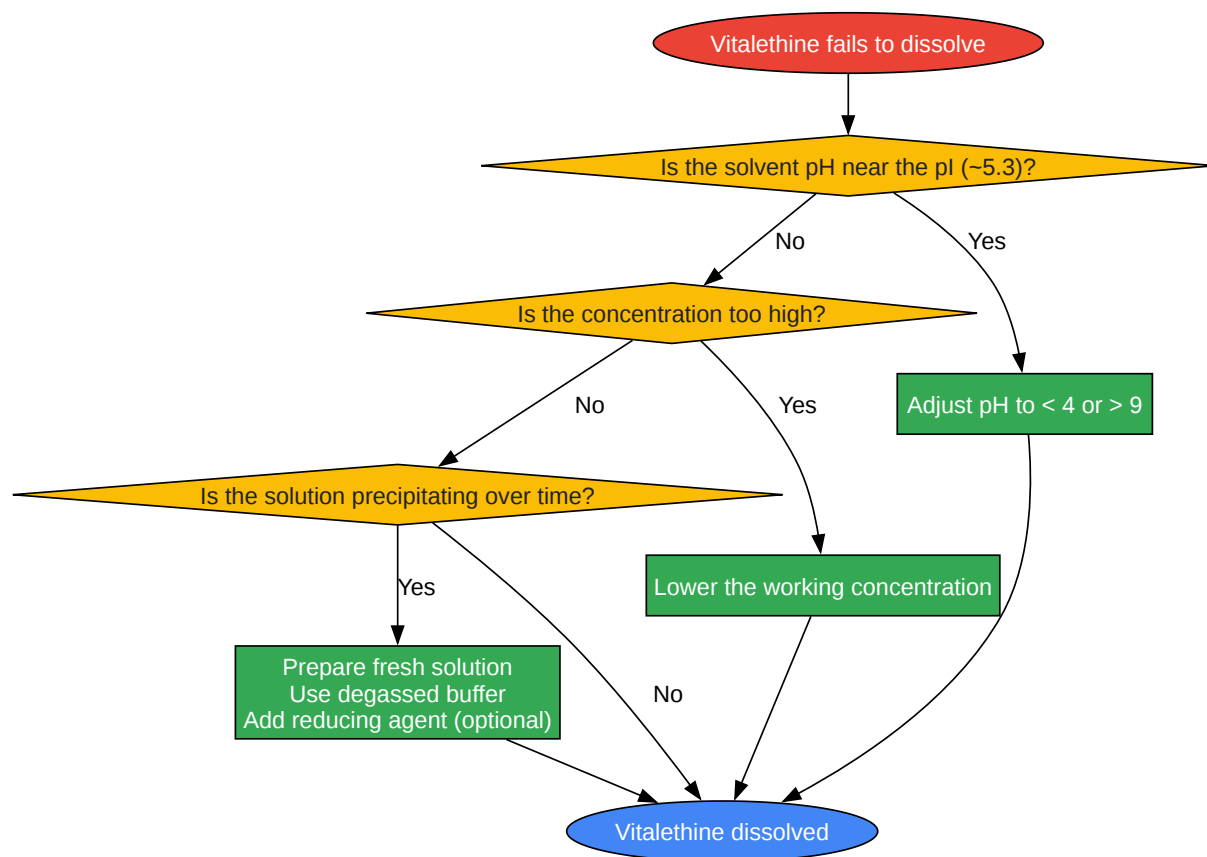 Vitalethine fails to dissolve
Is the solvent pH near the pI (~5.3)?
No
Yes
Is the concentration too high?
Adjust pH to < 4 or > 9
No
Yes
Is the solution precipitating over time?
Yes
Lower the working concentration
Prepare fresh solution
Use degassed buffer
Add reducing agent (optional)
No
Vitalethine dissolved